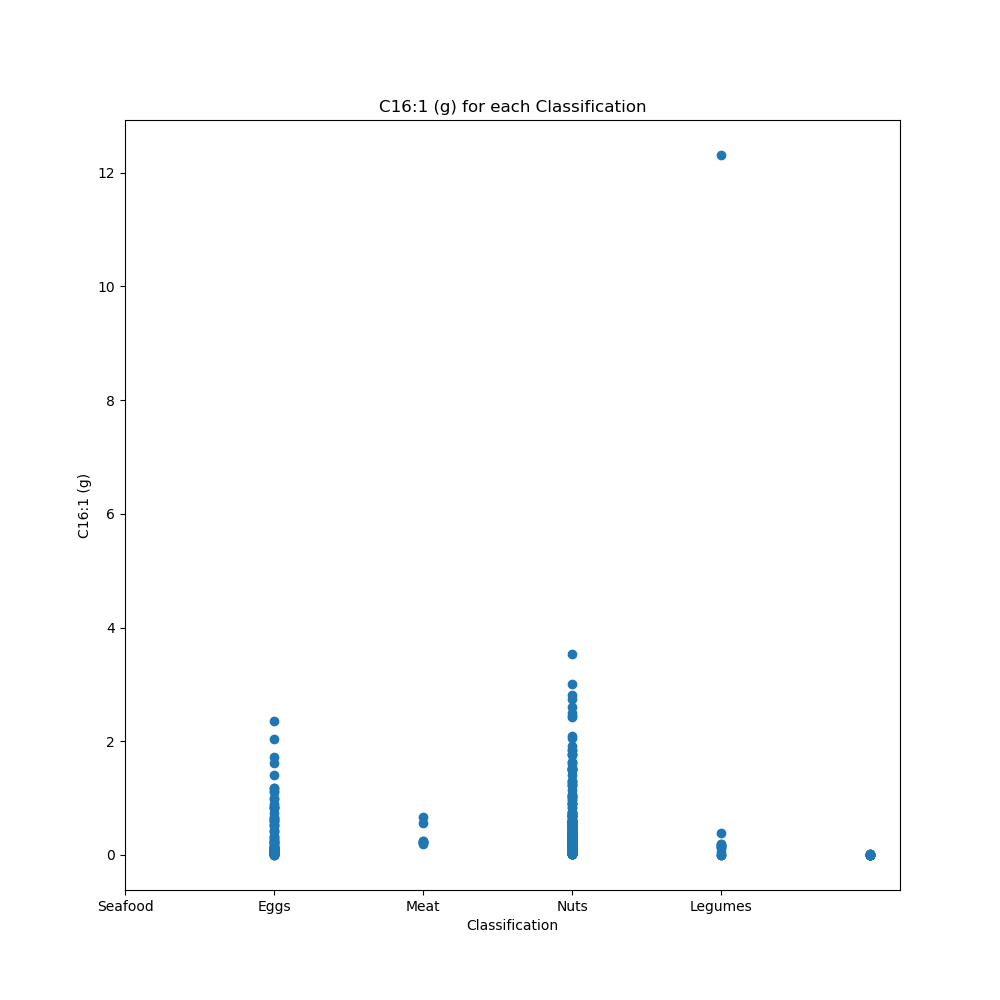 C16:1 (g) for each Classification
12
10
8
6
4
2
0
C16:1 (g)
Seafood Eggs Meat Nuts Legumes
Classification